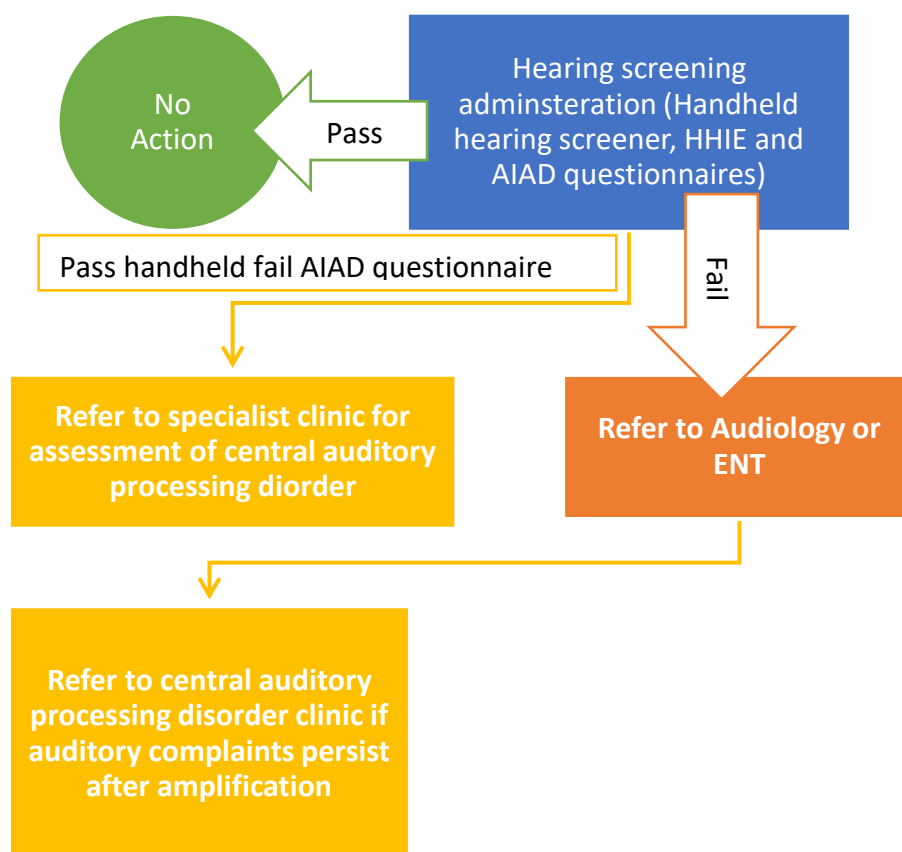 No
Action
Pass
Hearing screening
adminsteration (Handheld
hearing screener, HHIE and
AIAD questionnaires)
Pass handheld fail AIAD questionnaire
Fail
Refer to specialist clinic for
assessment of central auditory
processing diorder
Refer to Audiology or
ENT
Refer to central auditory
processing disorder clinic if
auditory complaints persist
after amplification